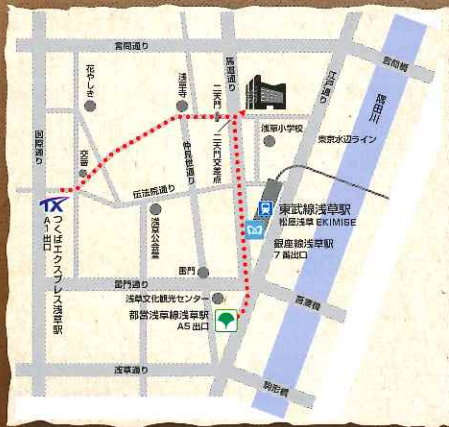 言問通り
馬道通り
江戸通り
言問橋
隅田川
花やしき
浅草寺
二天門
二天門交差点
浅草小学校
東京水辺ライン
国際通り
交番
仲見世通り
伝法院通り
TX
つくばエクスプレス浅草駅
A1出口
浅草公会堂
東武線浅草駅
松屋浅草 EKIMISE
銀座線浅草駅
7番出口
雷門
雷門通り
浅草文化観光センター
都営浅草線浅草駅
A5出口
吾妻橋
浅草通り
駒形橋